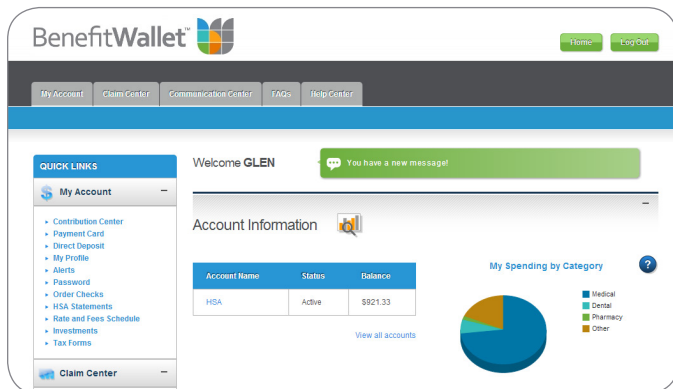 BenefitWallet™
Home
Log Out
My Account
Claim Center
Communication Center
FAQs
Help Center
QUICK LINKS
My Account
Contribution Center
Payment Card
Direct Deposit
My Profile
Alerts
Password
Order Checks
HSA Statements
Rate and Fees Schedule
Investments
Tax Forms
Claim Center
Welcome GLEN
You have a new message!
Account Information
Account Name Status Balance
HSA Active $921.33
View all accounts
My Spending by Category
?
Medical
Dental
Pharmacy
Other